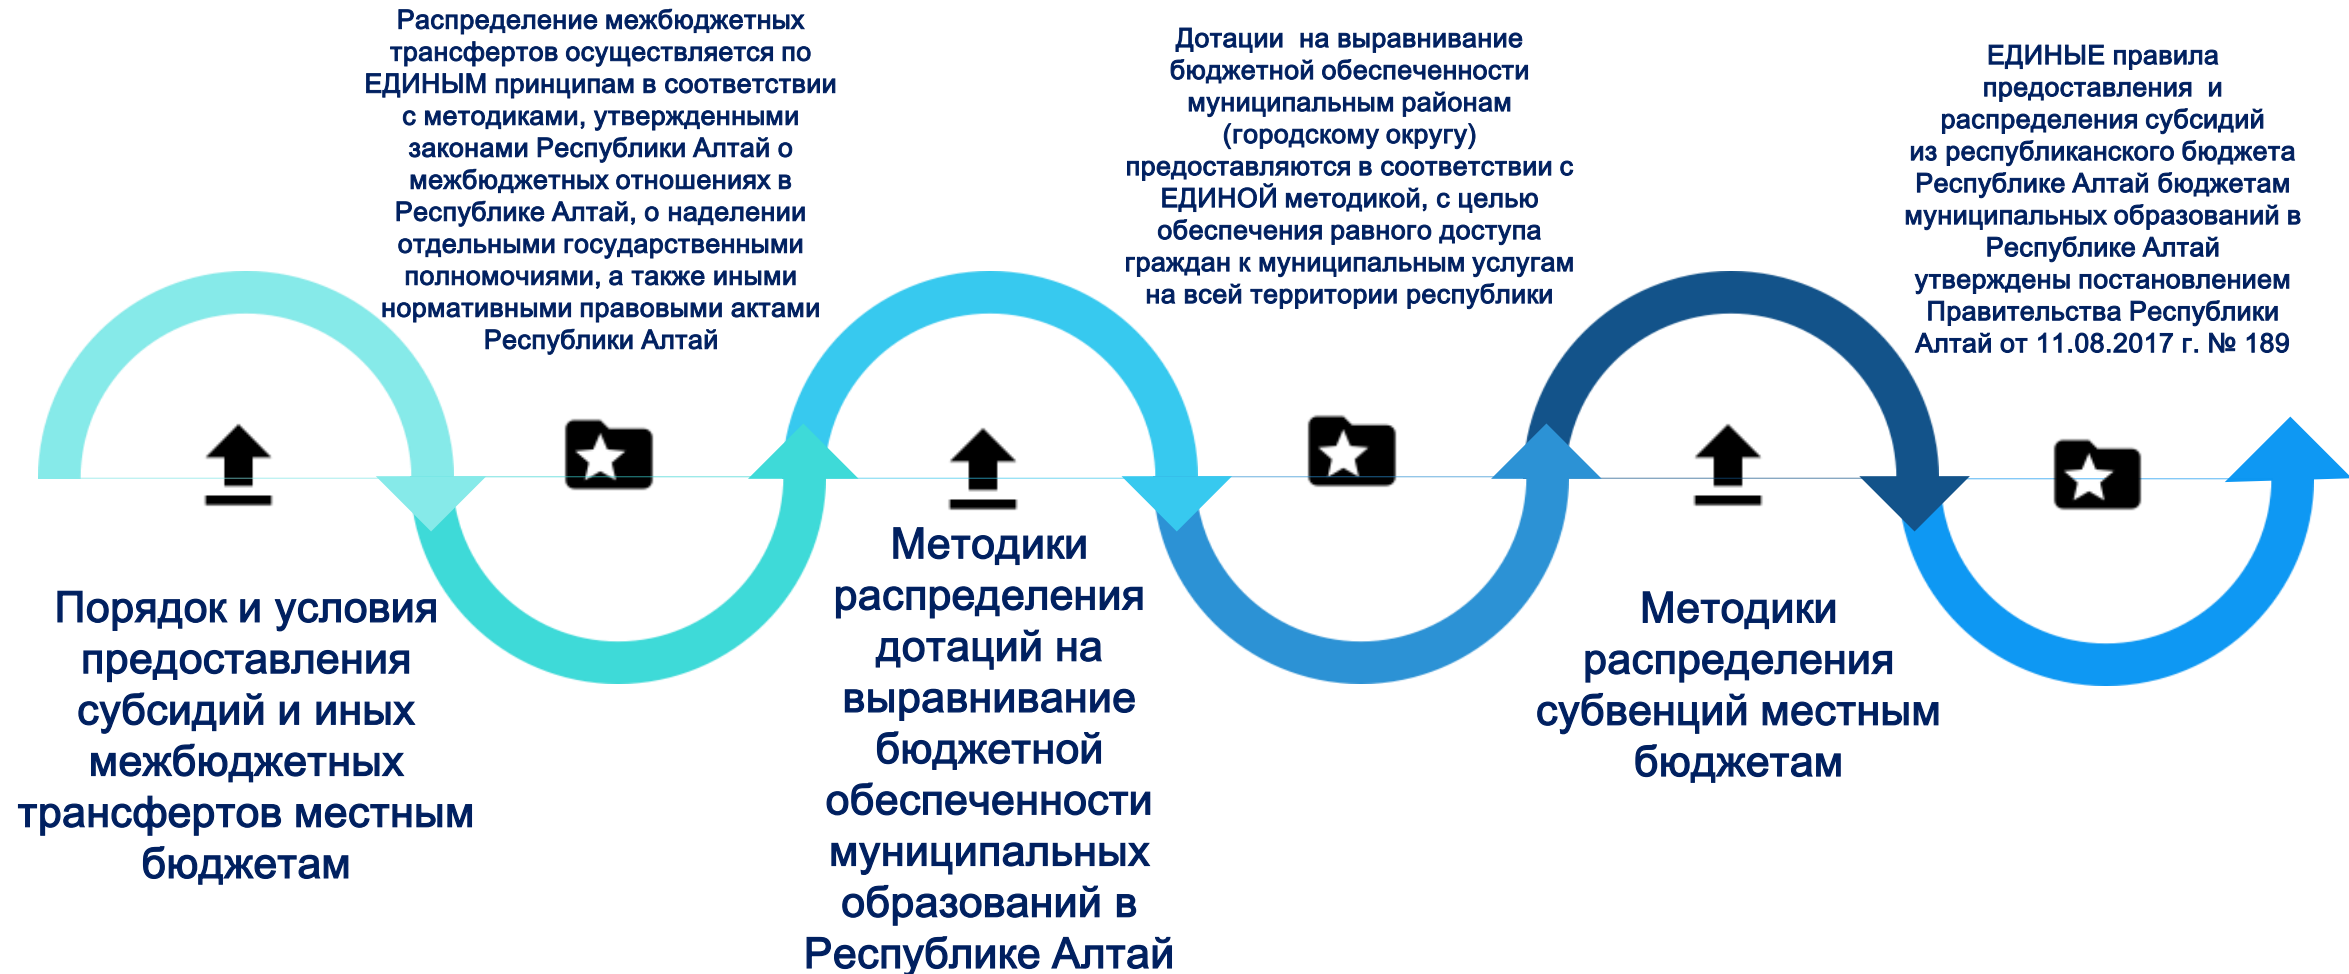 Распределение межбюджетных
трансфертов осуществляется по
ЕДИНЫМ принципам в соответствии
с методиками, утвержденными
законами Республики Алтай о
межбюджетных отношениях в
Республике Алтай, о наделении
отдельными государственными
полномочиями, а также иными
нормативными правовыми актами
Республики Алтай
Дотации на выравнивание
бюджетной обеспеченности
муниципальным районам
(городскому округу)
предоставляются в соответствии с
ЕДИНОЙ методикой, с целью
обеспечения равного доступа
граждан к муниципальным услугам
на всей территории республики
ЕДИНЫЕ правила
предоставления и
распределения субсидий
из республиканского бюджета
Республике Алтай бюджетам
муниципальных образований в
Республике Алтай
утверждены постановлением
Правительства Республики
Алтай от 11.08.2017 г. № 189
Порядок и условия
предоставления
субсидий и иных
межбюджетных
трансфертов местным
бюджетам
Методики
распределения
дотаций на
выравнивание
бюджетной
обеспеченности
муниципальных
образований в
Республике Алтай
Методики
распределения
субвенций местным
бюджетам